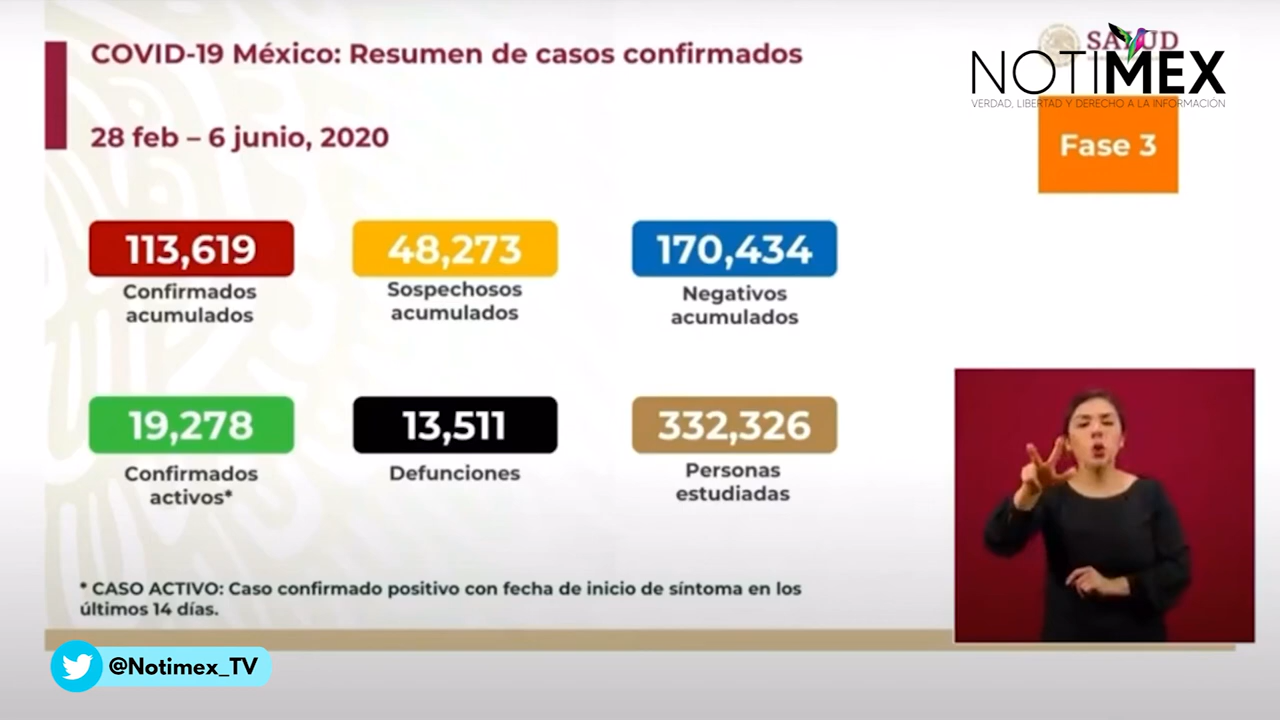 COVID-19 México: Resumen de casos confirmados
28 feb – 6 junio, 2020
SALUD
NOTIMEX
VERDAD, LIBERTAD Y DERECHO A LA INFORMACIÓN
Fase 3
113,619
Confirmados
acumulados
48,273
Sospechosos
acumulados
170,434
Negativos
acumulados
19,278
Confirmados
activos*
13,511
Defunciones
332,326
Personas
estudiadas
* CASO ACTIVO: Caso confirmado positivo con fecha de inicio de síntoma en los
últimos 14 días.
@Notimex_TV